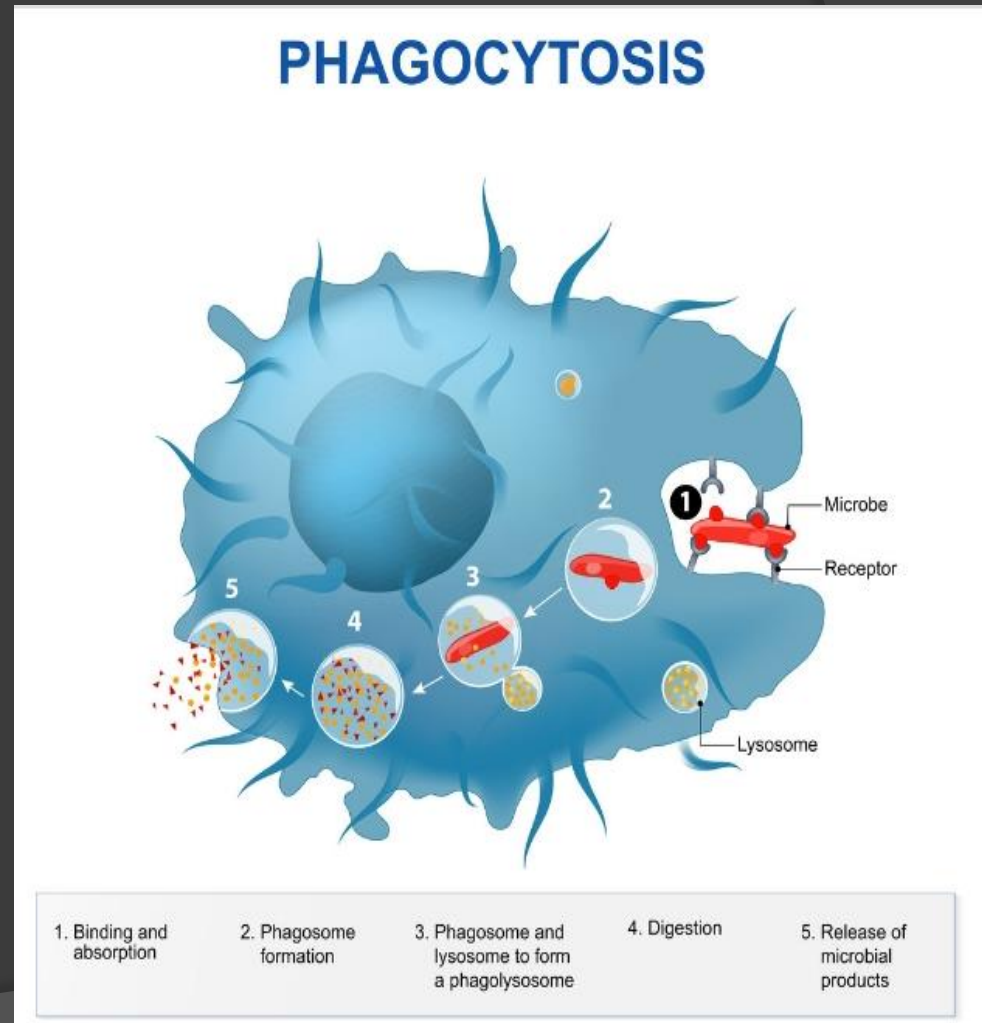 PHAGOCYTOSIS
1
2
Microbe
Receptor
3
5
4
Lysosome
1. Binding and
absorption
2. Phagosome
formation
3. Phagosome and
lysosome to form
a phagolysosome
4. Digestion
5. Release of
microbial
products